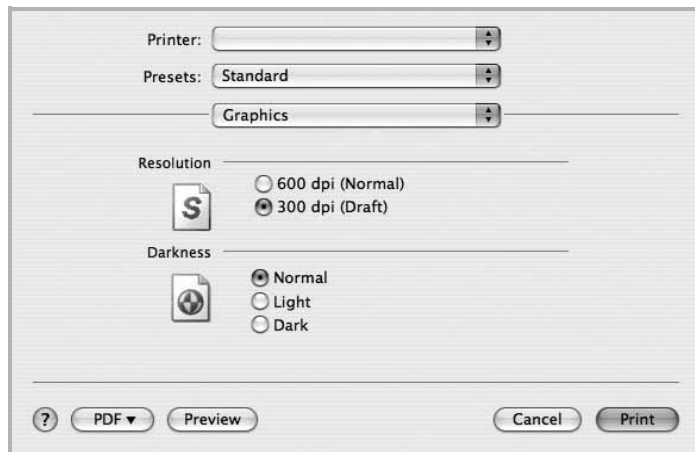 Printer:
Presets: Standard
Graphics
Resolution
600 dpi (Normal)
S
300 dpi (Draft)
Darkness
Normal
Light
Dark
? PDF▼ Preview Cancel Print